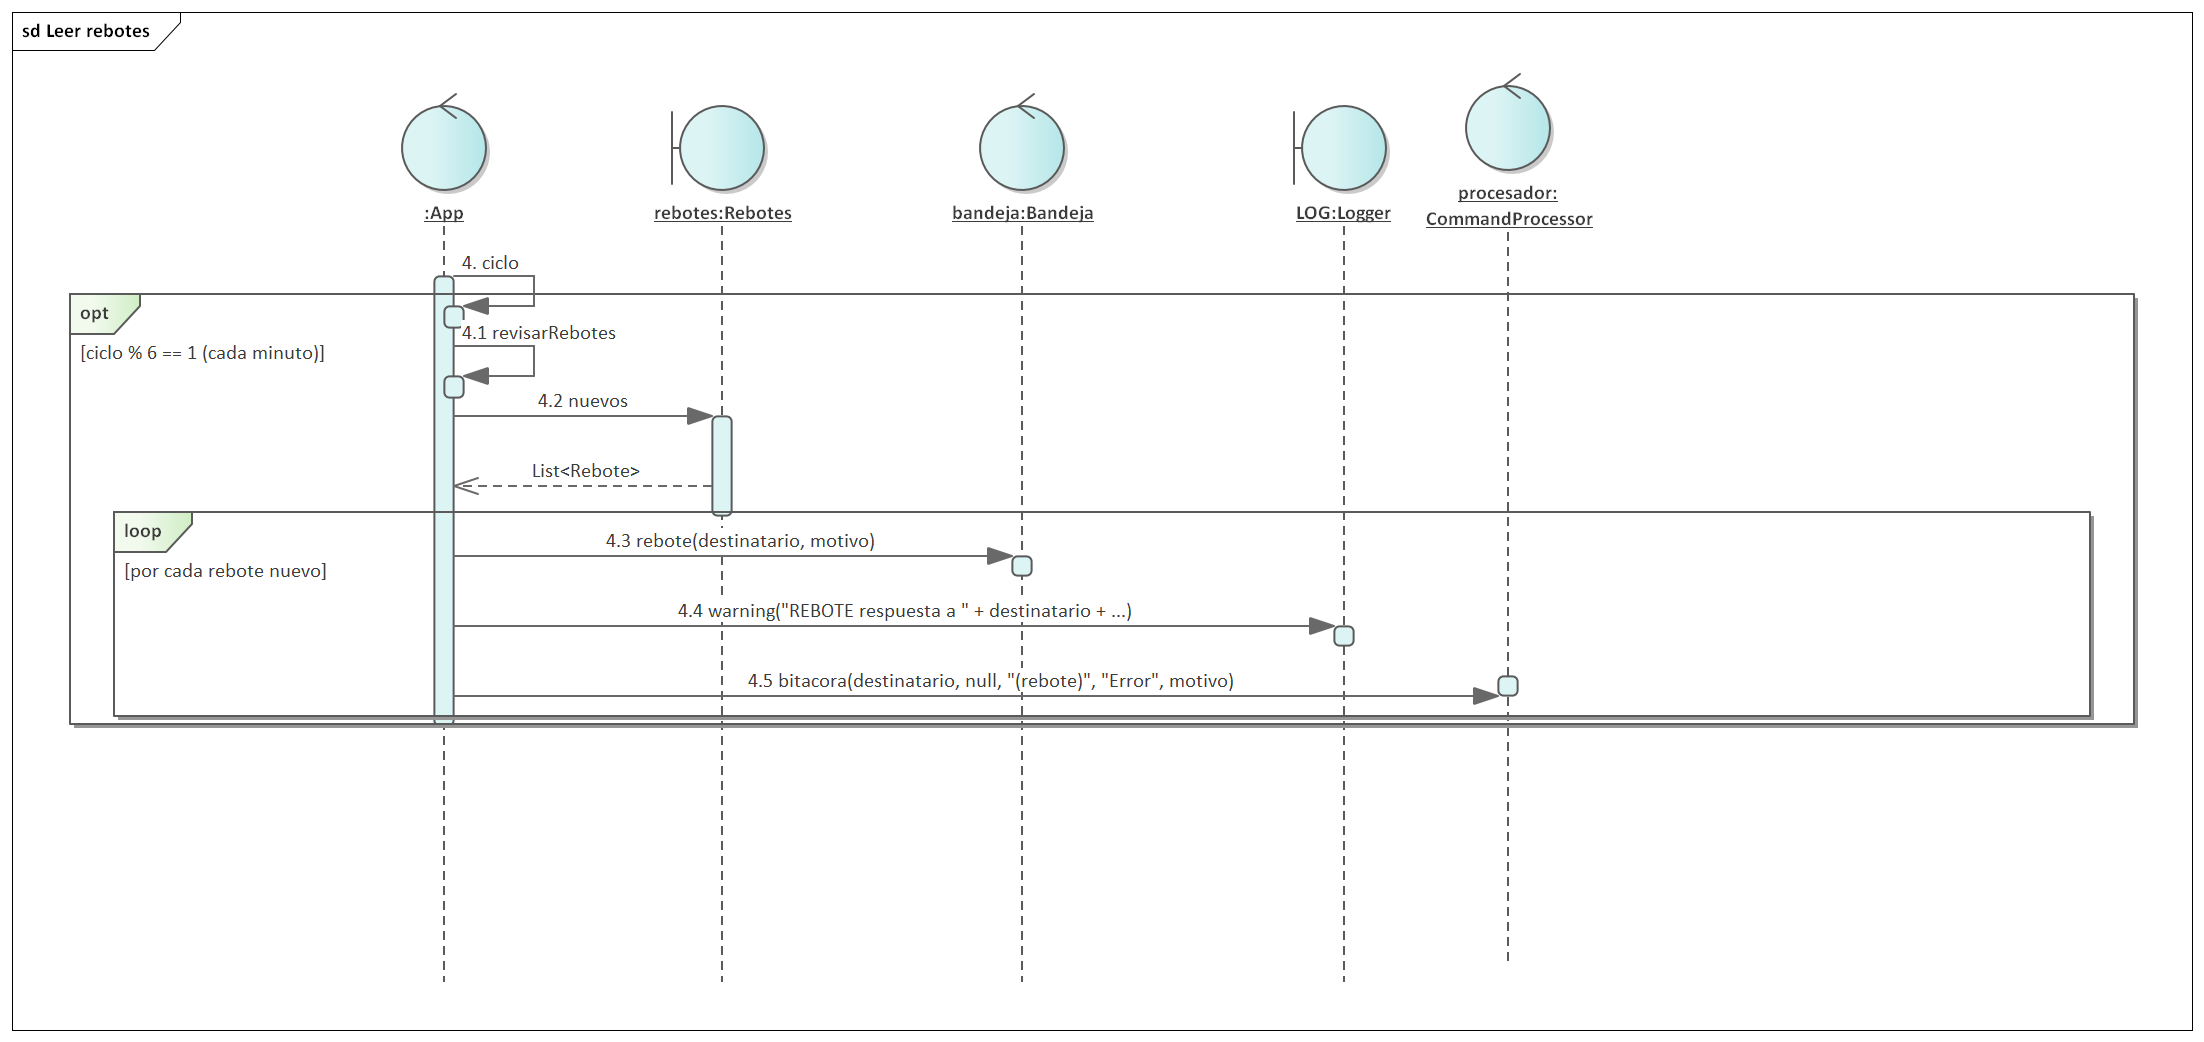 sd Leer rebotes
:App
rebotes:Rebotes
bandeja:Bandeja
LOG:Logger
procesador:
CommandProcessor
4. ciclo
opt
[ciclo % 6 == 1 (cada minuto)]
4.1 revisarRebotes
4.2 nuevos
List<Rebote>
loop
[por cada rebote nuevo]
4.3 rebote(destinatario, motivo)
4.4 warning("REBOTE respuesta a " + destinatario + ...)
4.5 bitacora(destinatario, null, "(rebote)", "Error", motivo)